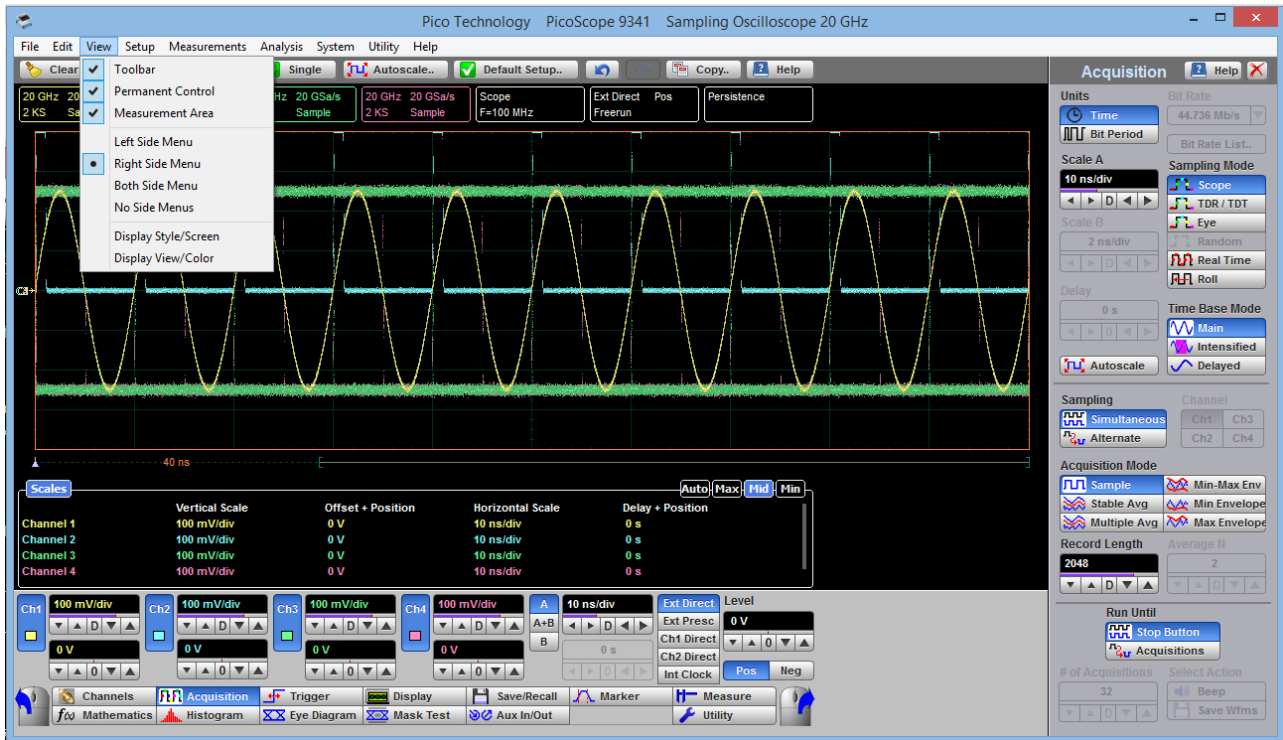 Pico Technology PicoScope 9341 Sampling Oscilloscope 20 GHz
File Edit View Setup Measurements Analysis System Utility Help
Clear
Single
Autoscale..
Default Setup..
Copy..
Help
Toolbar
Permanent Control
Measurement Area
Left Side Menu
Right Side Menu
Both Side Menu
No Side Menus
Display Style/Screen
Display View/Color
20 GHz 20
2 KS Sa
Hz 20 GSa/s
Sample
20 GHz 20 GSa/s
2 KS Sample
Scope
F=100 MHz
Ext Direct Pos
Freerun
Persistence
40 ns
Scales
Auto Max Mid Min
Vertical Scale Offset + Position Horizontal Scale Delay + Position
Channel 1 100 mV/div 0 V 10 ns/div 0 s
Channel 2 100 mV/div 0 V 10 ns/div 0 s
Channel 3 100 mV/div 0 V 10 ns/div 0 s
Channel 4 100 mV/div 0 V 10 ns/div 0 s
Ch1 100 mV/div
D
0 V
0
Ch2 100 mV/div
D
0 V
0
Ch3 100 mV/div
D
0 V
0
Ch4 100 mV/div
D
0 V
0
A
A+B
B
10 ns/div
D
0 s
0
Ext Direct
Ext Presc
Ch1 Direct
Ch2 Direct
Int Clock
Level
0 V
0
Pos Neg
Channels Acquisition Trigger Display Save/Recall Marker Measure
f(x) Mathematics Histogram Eye Diagram Mask Test Aux In/Out Utility
Acquisition Help
Units
Time
Bit Period
Bit Rate
44.736 Mb/s
Bit Rate List..
Scale A
10 ns/div
D
Scale B
2 ns/div
D
Delay
0 s
0
Autoscale
Sampling Mode
Scope
TDR / TDT
Eye
Random
Real Time
Roll
Time Base Mode
Main
Intensified
Delayed
Sampling
Simultaneous
Alternate
Channel
Ch1 Ch3
Ch2 Ch4
Acquisition Mode
Sample Min-Max Env
Stable Avg Min Envelope
Multiple Avg Max Envelope
Record Length
2048
D
Average N
2
D
Run Until
Stop Button
Acquisitions
# of Acquisitions
32
D
Select Action
Beep
Save Wfms